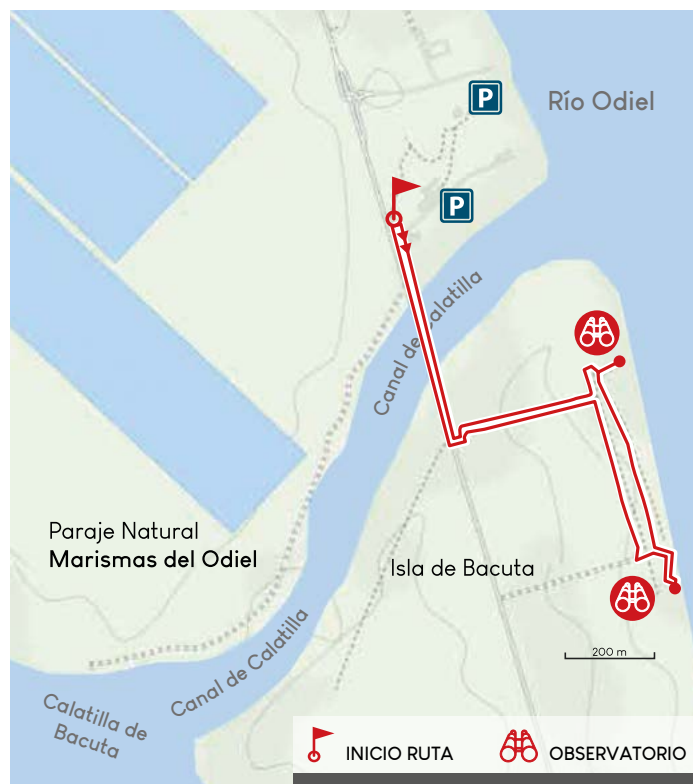 P
Río Odiel
P
Canal de Calatilla
Paraje Natural
Marismas del Odiel
Isla de Bacuta
Canal de Calatilla
200 m
Calatilla de
Bacuta
INICIO RUTA
OBSERVATORIO